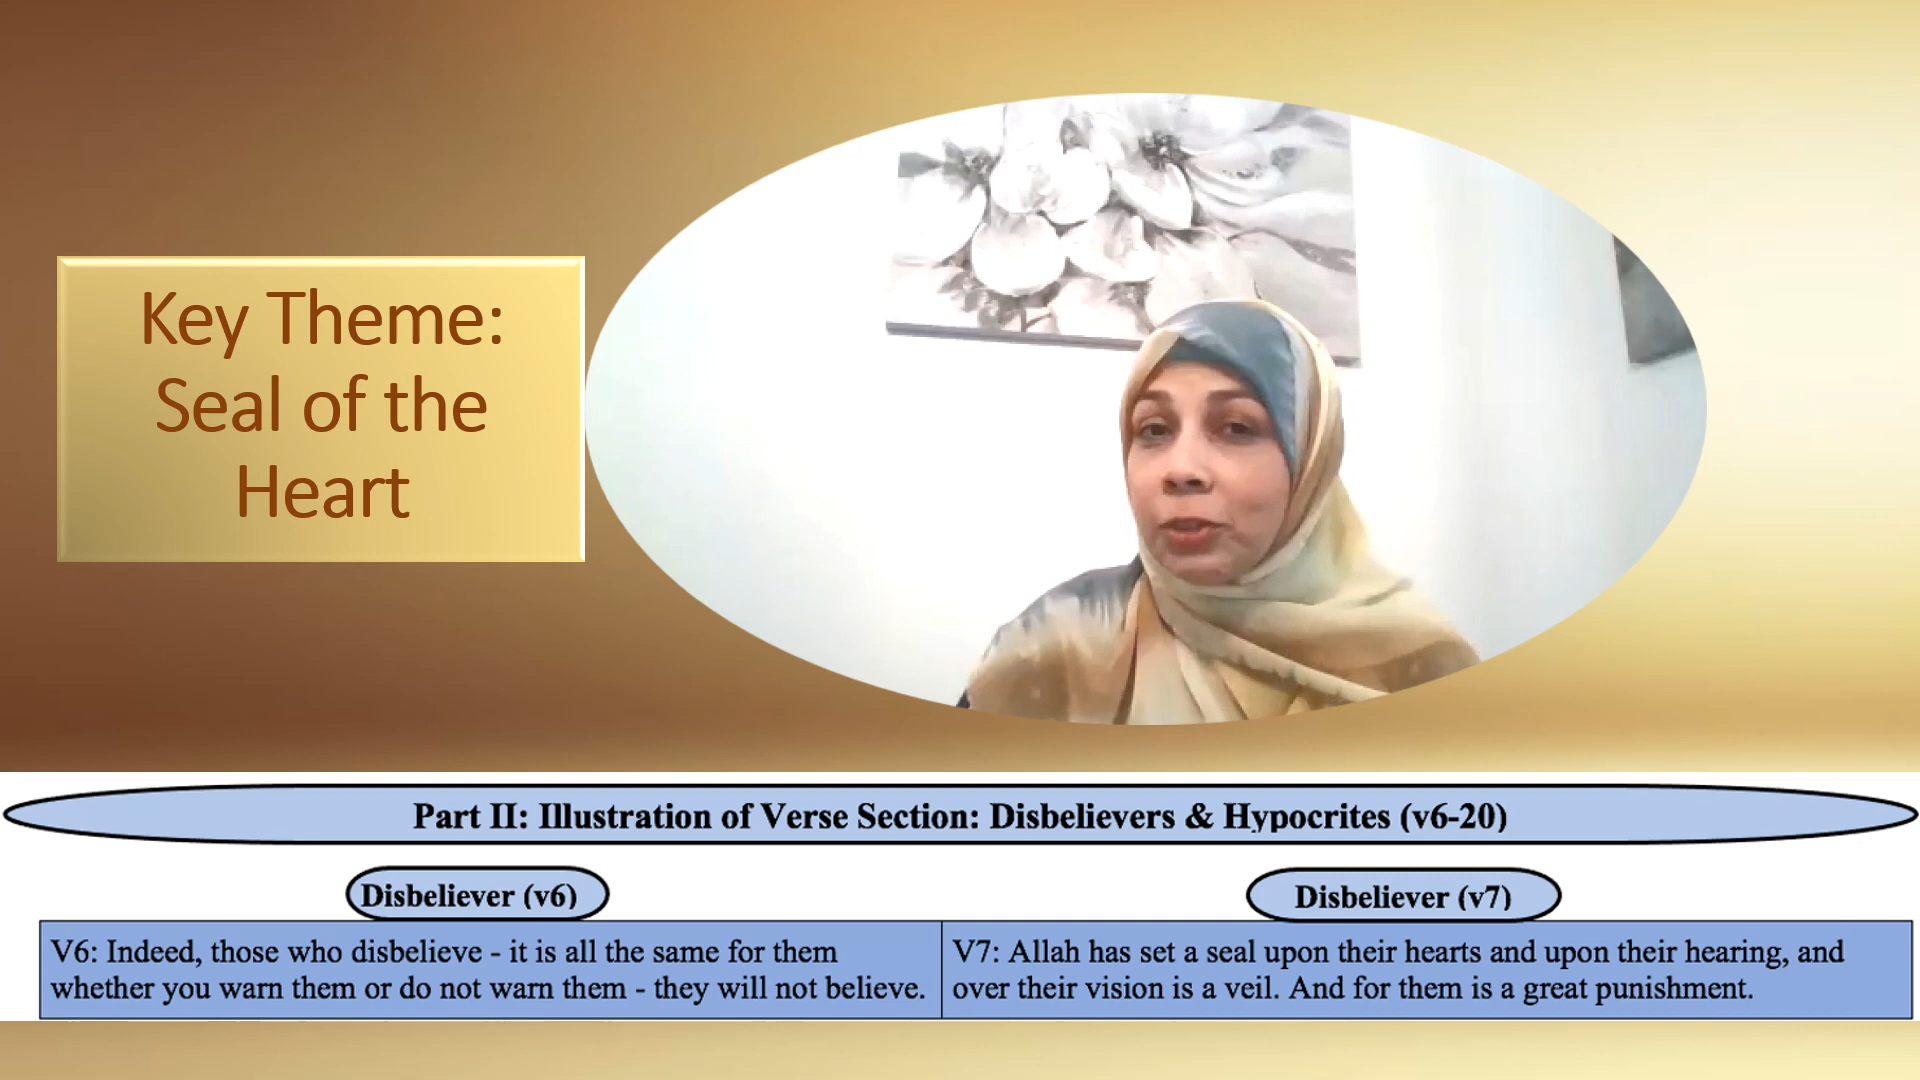 Key Theme:
Seal of the
Heart
Part II: Illustration of Verse Section: Disbelievers & Hypocrites (v6-20)
Disbeliever (v6)
Disbeliever (v7)
V6: Indeed, those who disbelieve - it is all the same for them
whether you warn them or do not warn them - they will not believe.
V7: Allah has set a seal upon their hearts and upon their hearing, and
over their vision is a veil. And for them is a great punishment.